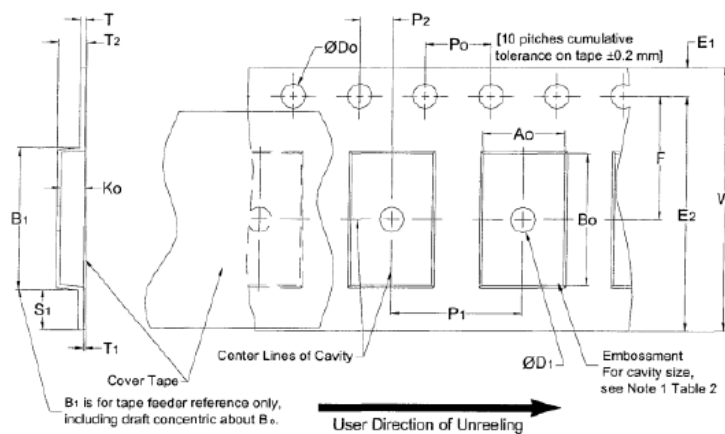 T
T2
P2
ØDo
Po
[10 pitches cumulative
tolerance on tape ±0.2 mm]
E1
Ao
F
W
Ko
B1
Bo
E2
S1
P1
T1
Center Lines of Cavity
ØD1
Embossment
For cavity size,
see Note 1 Table 2
Cover Tape
B1 is for tape feeder reference only,
including draft concentric about Bo.
User Direction of Unreeling